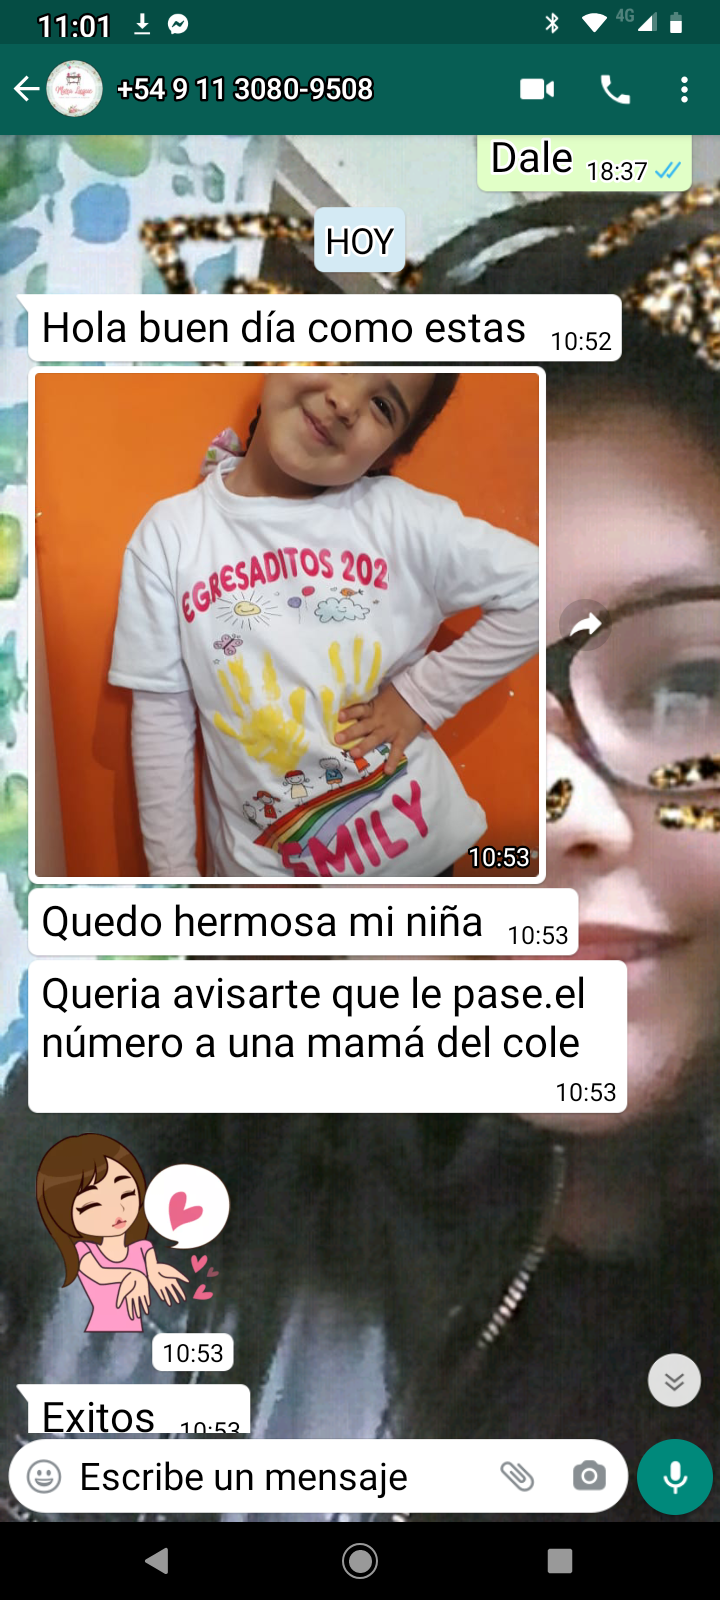 11:01
4G
+54 9 11 3080-9508
Dale 18:37
HOY
Hola buen día como estas 10:52
EGRESADITOS 202
EMILY
10:53
Quedo hermosa mi niña 10:53
Queria avisarte que le pase.el
número a una mamá del cole
10:53
10:53
Exitos 10:53
Escribe un mensaje